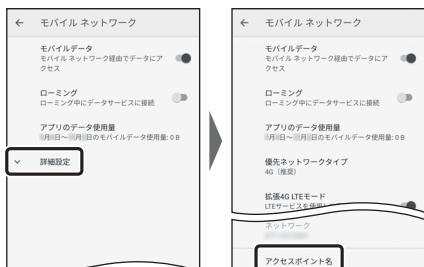 ← モバイル ネットワーク
モバイルデータ
モバイル ネットワーク経由でデータにア
クセス
ローミング
ローミング中にデータサービスに接続
アプリのデータ使用量
月 日～ 月 日のモバイルデータ使用量: 0 B
詳細設定
← モバイル ネットワーク
モバイルデータ
モバイル ネットワーク経由でデータにア
クセス
ローミング
ローミング中にデータサービスに接続
アプリのデータ使用量
月 日～ 月 日のモバイルデータ使用量: 0 B
優先ネットワークタイプ
4G（推奨）
拡張4G LTEモード
LTEサービスを使用し
ネットワーク
アクセスポイント名